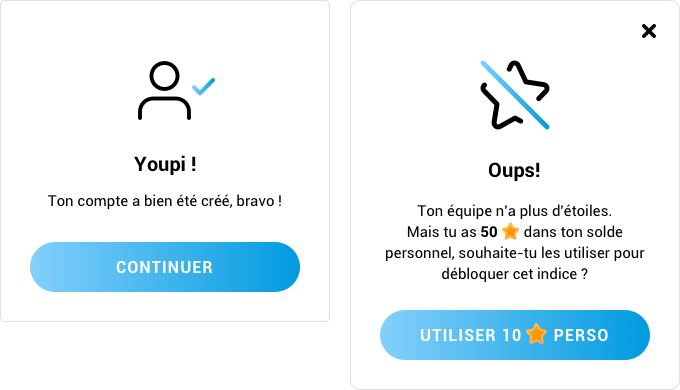 Youpi !
Ton compte a bien été créé, bravo !
CONTINUER
Oups!
Ton équipe n'a plus d'étoiles.
Mais tu as 50 ⭐ dans ton solde
personnel, souhaite-tu les utiliser pour
débloquer cet indice ?
UTILISER 10 ⭐ PERSO